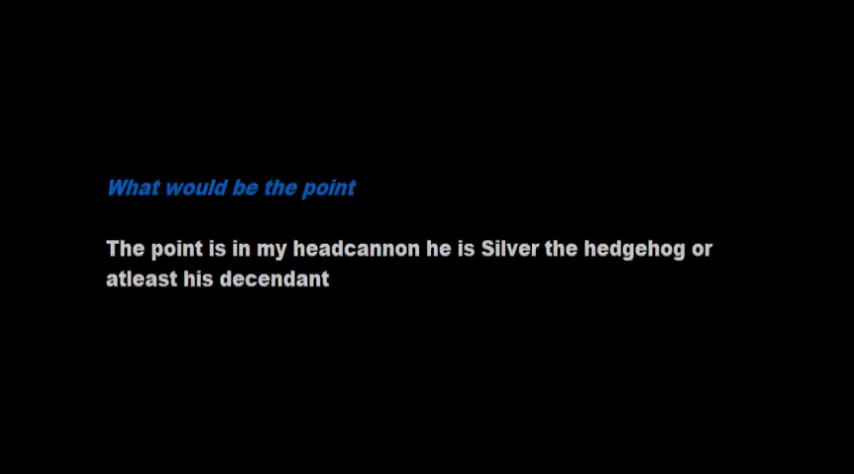 What would be the point
The point is in my headcannon he is Silver the hedgehog or
atleast his decendant